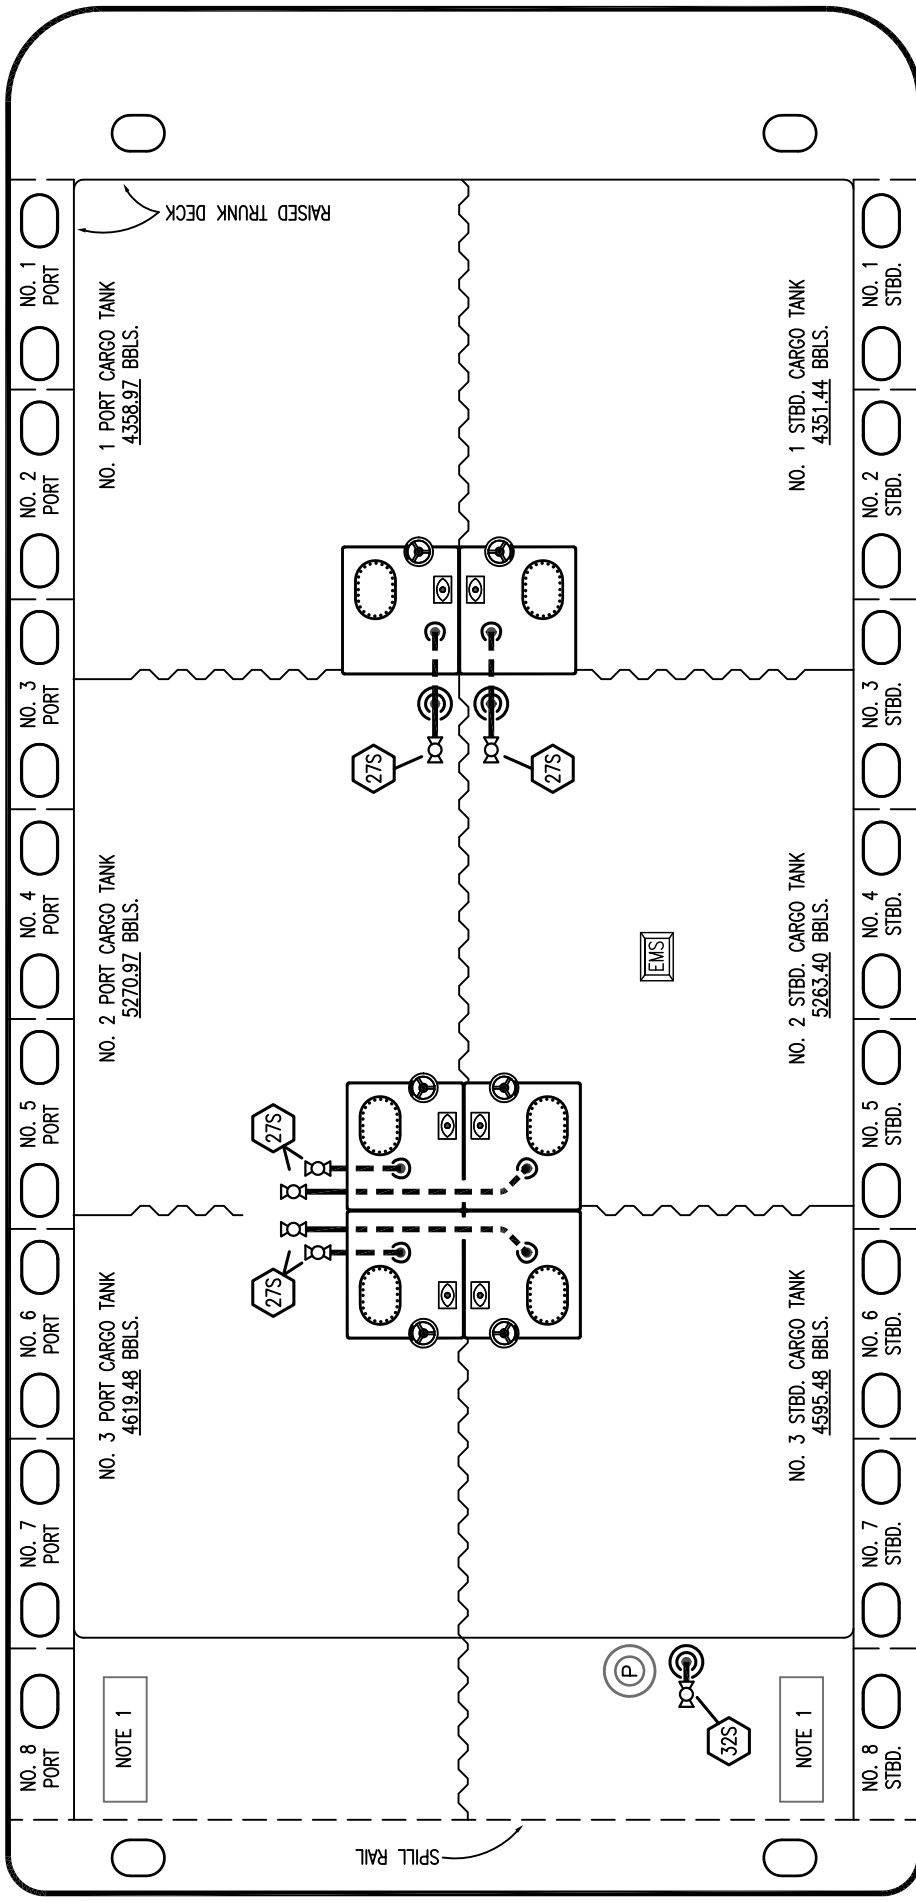 RAISED TRUNK DECK
NO. 1
PORT
NO. 2
PORT
NO. 3
PORT
NO. 4
PORT
NO. 5
PORT
NO. 6
PORT
NO. 7
PORT
NO. 8
PORT
NO. 1 PORT CARGO TANK
4358.97 BBLS.
NO. 2 PORT CARGO TANK
5270.97 BBLS.
NO. 3 PORT CARGO TANK
4619.48 BBLS.
NOTE 1
27S
27S
27S
27S
EMS
P
32S
SPILL RAIL
NO. 1 STBD. CARGO TANK
4351.44 BBLS.
NO. 2 STBD. CARGO TANK
5263.40 BBLS.
NO. 3 STBD. CARGO TANK
4595.48 BBLS.
NOTE 1
NO. 1
STBD.
NO. 2
STBD.
NO. 3
STBD.
NO. 4
STBD.
NO. 5
STBD.
NO. 6
STBD.
NO. 7
STBD.
NO. 8
STBD.